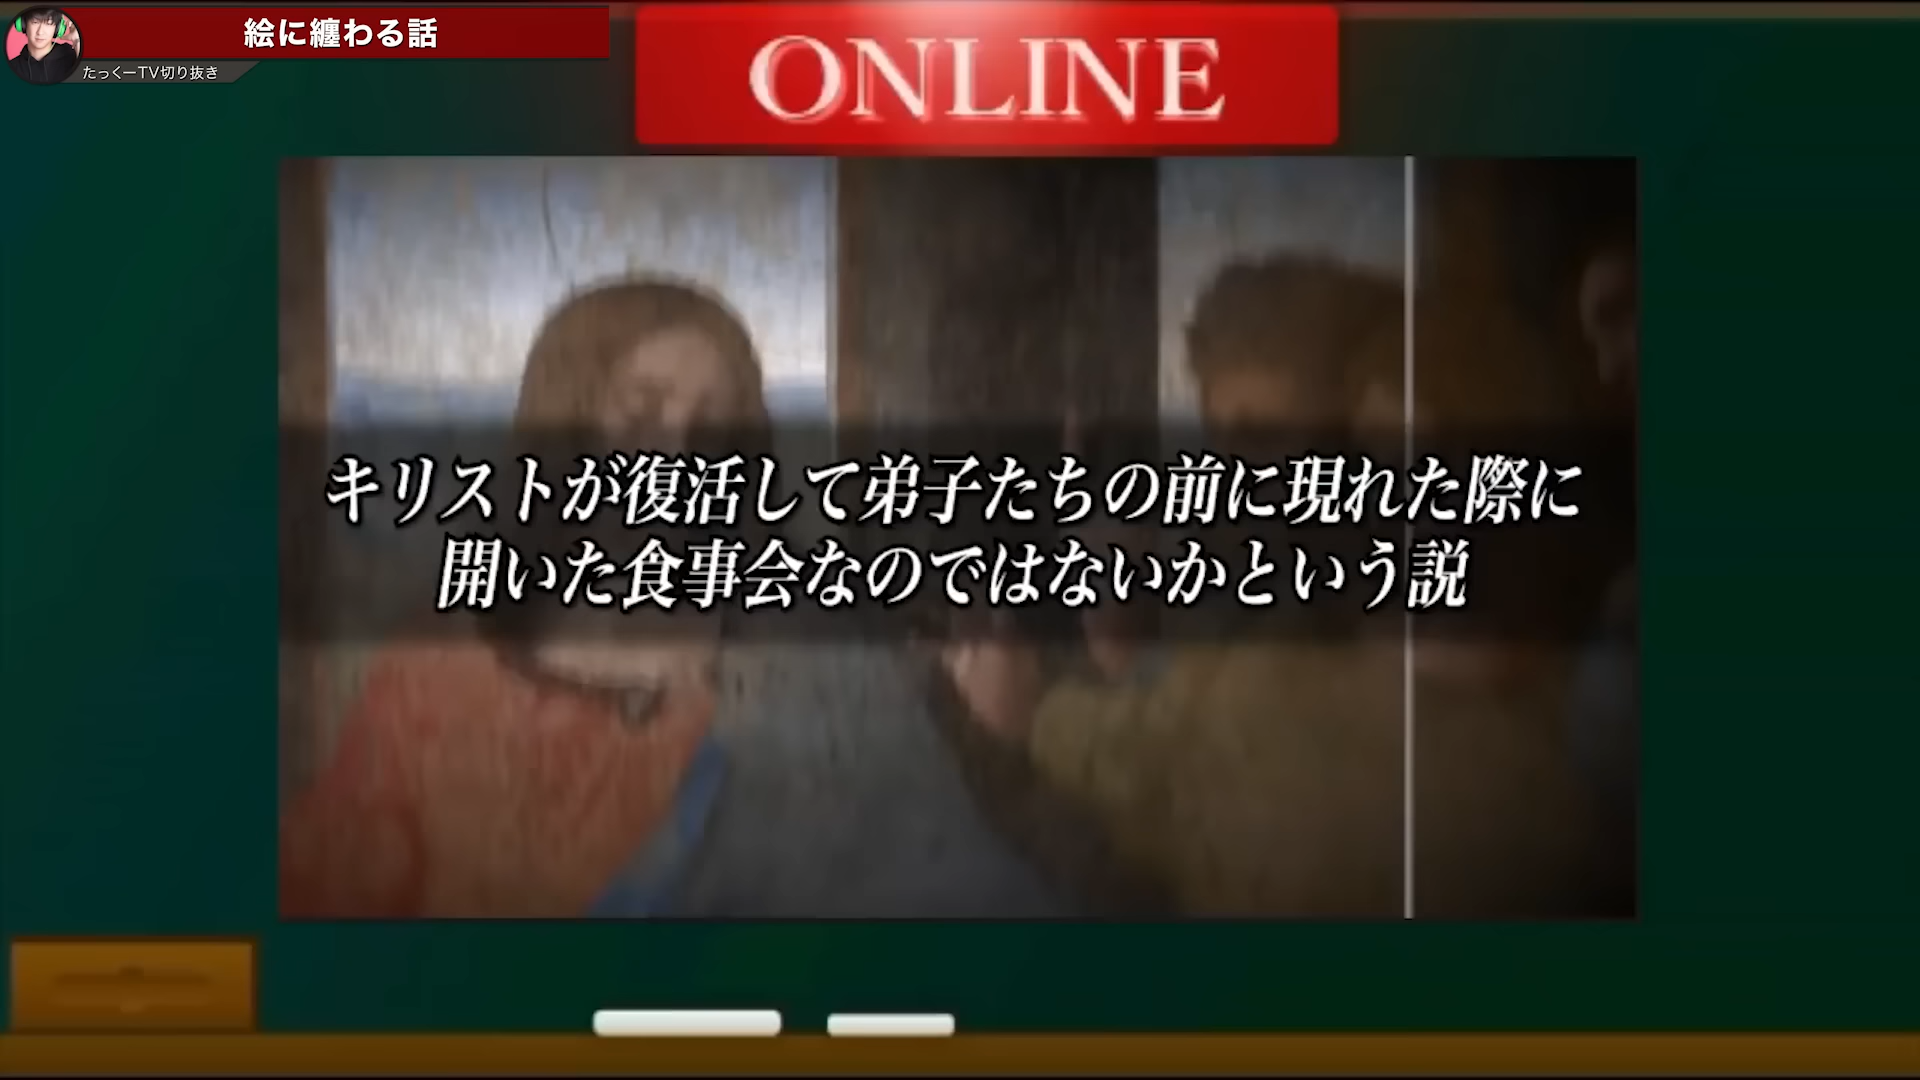 絵に纏わる話
たっくーTV切り抜き
ONLINE
キリストが復活して弟子たちの前に現れた際に
開いた食事会なのではないかという説